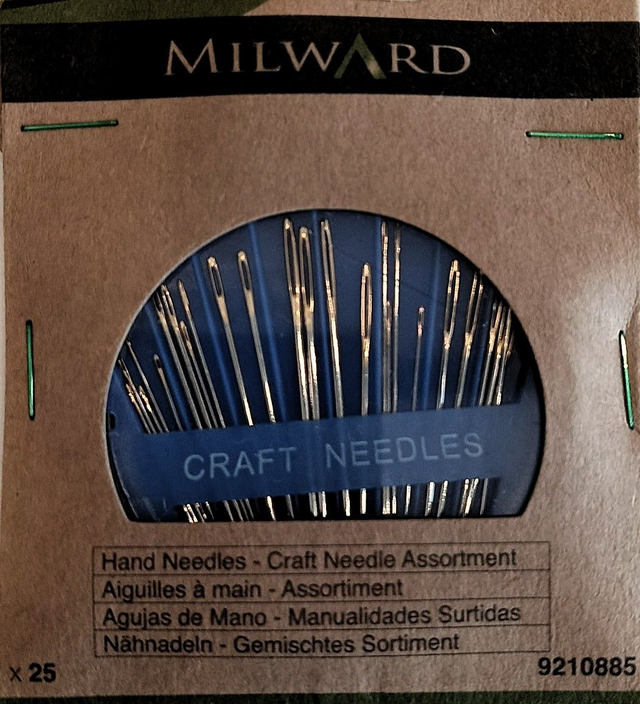 MILWARD
CRAFT NEEDLES
Hand Needles - Craft Needle Assortment
Aiguilles à main - Assortiment
Agujas de Mano - Manualidades Surtidas
Nähnadeln - Gemischtes Sortiment
x 25
9210885